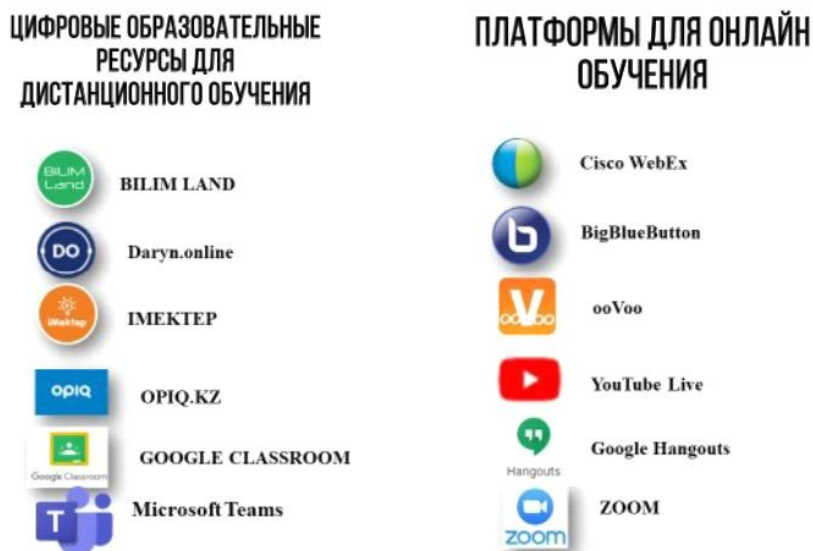 ЦИФРОВЫЕ ОБРАЗОВАТЕЛЬНЫЕ
РЕСУРСЫ ДЛЯ
ДИСТАНЦИОННОГО ОБУЧЕНИЯ
BILIM
Land
BILIM LAND
DO
Daryn.online
iMektep
IMEKTEP
opiq
OPIQ.KZ
Google Classroom
GOOGLE CLASSROOM
T
Microsoft Teams
ПЛАТФОРМЫ ДЛЯ ОНЛАЙН
ОБУЧЕНИЯ
Cisco WebEx
b
BigBlueButton
ooVoo
ooVoo
YouTube Live
Hangouts
Google Hangouts
zoom
ZOOM